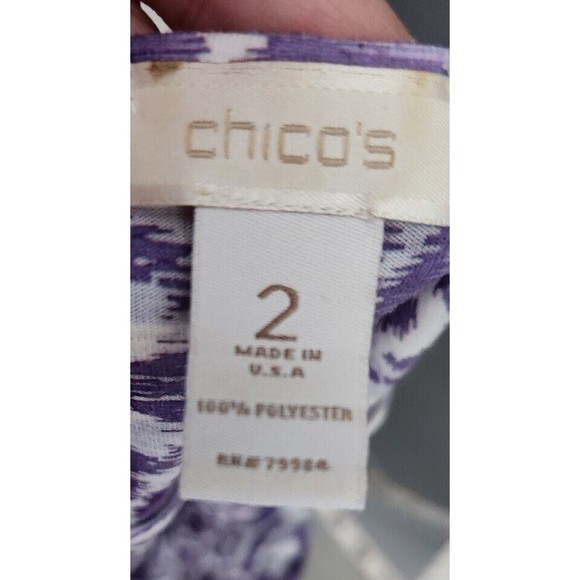 chico's
2
MADE IN
U.S.A
100% POLYESTER
RN# 79984